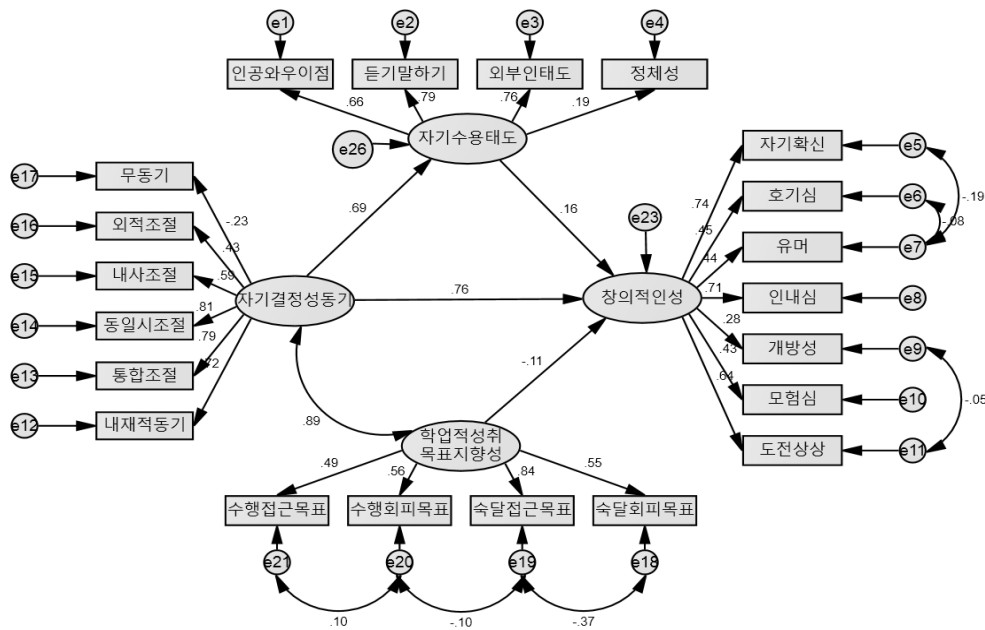 e1 e2 e3 e4
인공와우이점 듣기말하기 외부인태도 정체성
.66 .79 .76 .19
자기수용태도
e26
e17 무동기
e16 외적조절
e15 내사조절
e14 동일시조절
e13 통합조절
e12 내재적동기
-.23
.43
.59
.81
.79
.72
자기결정성동기
.69
.16
.76
-.11
.89
e23
창의적인성
.74
.45
.44
.71
.28
.43
.64
자기확신 e5
호기심 e6
유머 e7
인내심 e8
개방성 e9
모험심 e10
도전상상 e11
-.19
-.08
-.05
학업적성취
목표지향성
.49 .56 .84 .55
수행접근목표 수행회피목표 숙달접근목표 숙달회피목표
e21 e20 e19 e18
.10 -.10 -.37